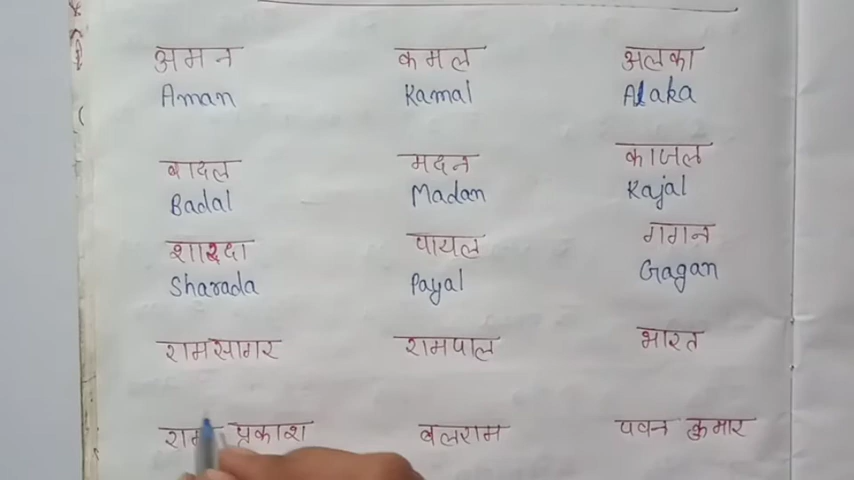 अमन कमल अलका
Aman Kamal Alaka
बादल मदन काजल
Badal Madan Kajal
शारदा पायल गगन
Sharada Payal Gagan
रामसागर रामपाल भारत
राम प्रकाश बलराम पवन कुमार